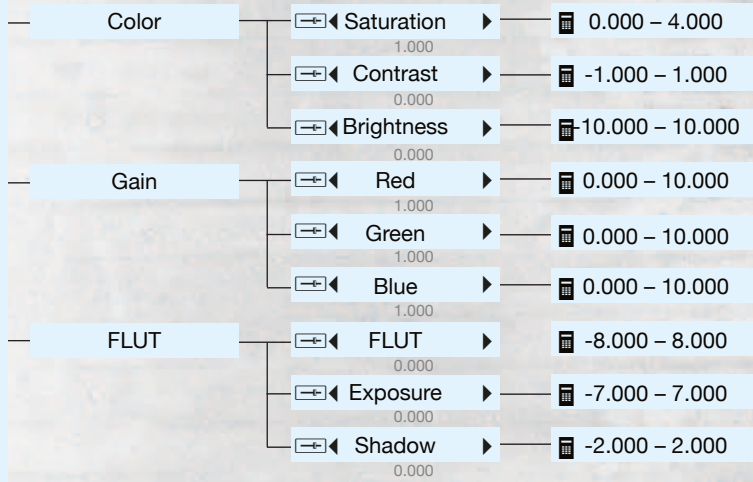 Color Saturation 0.000 – 4.000
1.000
Contrast -1.000 – 1.000
0.000
Brightness -10.000 – 10.000
0.000
Gain Red 0.000 – 10.000
1.000
Green 0.000 – 10.000
1.000
Blue 0.000 – 10.000
1.000
FLUT FLUT -8.000 – 8.000
0.000
Exposure -7.000 – 7.000
0.000
Shadow -2.000 – 2.000
0.000